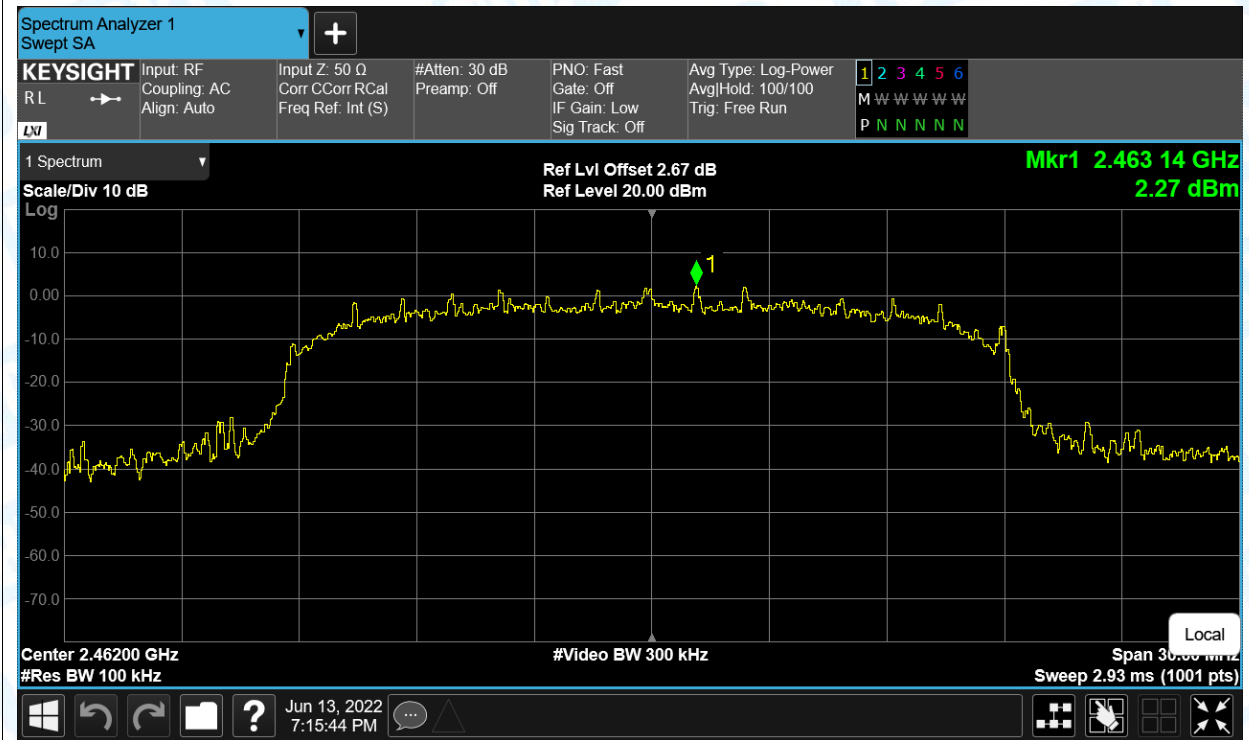 Spectrum Analyzer 1
Swept SA
KEYSIGHT
R L
LXI
Input: RF
Coupling: AC
Align: Auto
Input Z: 50 Ω
Corr CCorr RCal
Freq Ref: Int (S)
#Atten: 30 dB
Preamp: Off
PNO: Fast
Gate: Off
IF Gain: Low
Sig Track: Off
Avg Type: Log-Power
Avg|Hold: 100/100
Trig: Free Run
1 2 3 4 5 6
M W W W W W
P N N N N N
1 Spectrum
Scale/Div 10 dB
Ref Lvl Offset 2.67 dB
Ref Level 20.00 dBm
Mkr1 2.463 14 GHz
2.27 dBm
Log
10.0
0.00
-10.0
-20.0
-30.0
-40.0
-50.0
-60.0
-70.0
1
Local
Center 2.46200 GHz
#Res BW 100 kHz
#Video BW 300 kHz
Span 30.00 MHz
Sweep 2.93 ms (1001 pts)
?
Jun 13, 2022
7:15:44 PM